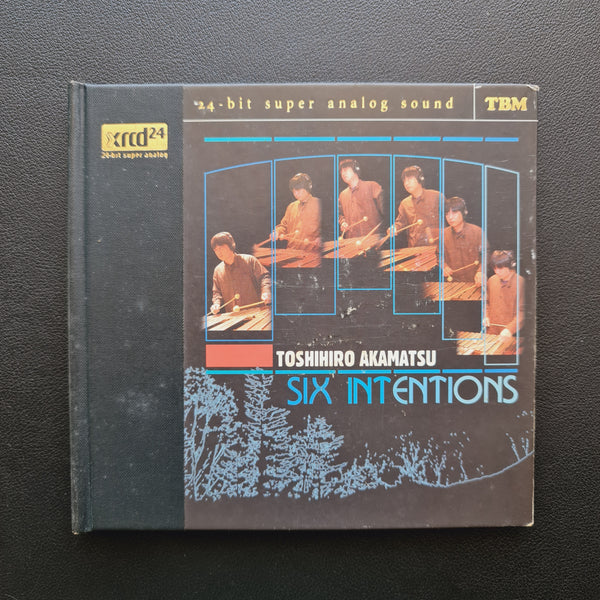 24-bit super analog sound
TBM
xrcd24
24-bit super analog
TOSHIHIRO AKAMATSU
SIX INTENTIONS